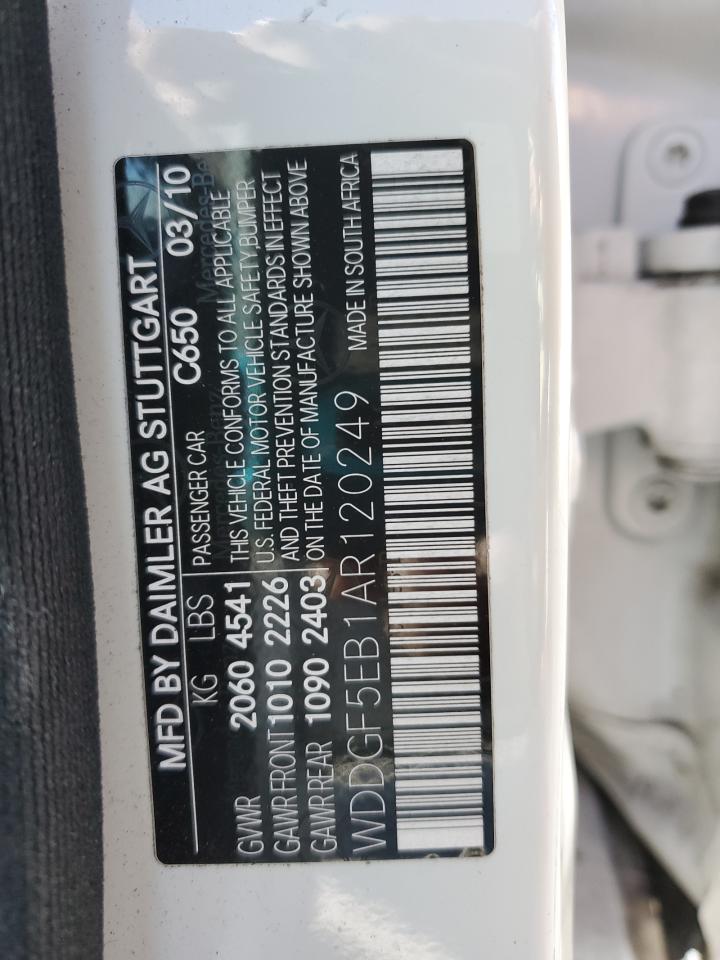 MFD BY DAIMLER AG STUTTGART
C650 03/10
KG LBS
PASSENGER CAR
GVWR 2060 4541
GAWR FRONT 1010 2226
GAWR REAR 1090 2403
THIS VEHICLE CONFORMS TO ALL APPLICABLE
U.S. FEDERAL MOTOR VEHICLE SAFETY, BUMPER
AND THEFT PREVENTION STANDARDS IN EFFECT
ON THE DATE OF MANUFACTURE SHOWN ABOVE
WDDGF5EB1AR120249 MADE IN SOUTH AFRICA